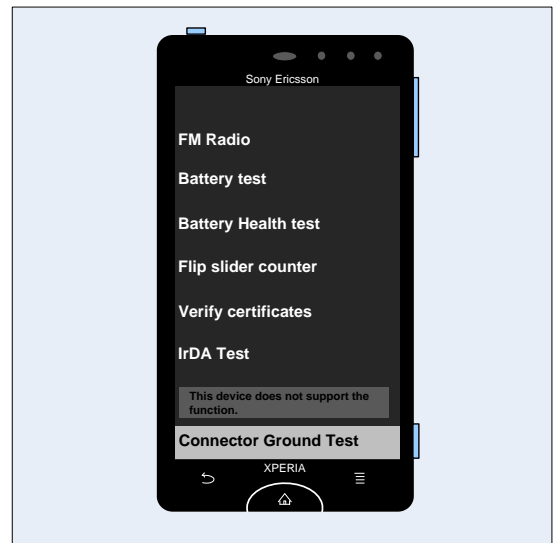 Sony Ericsson
FM Radio
Battery test
Battery Health test
Flip slider counter
Verify certificates
IrDA Test
This device does not support the
function.
Connector Ground Test
XPERIA